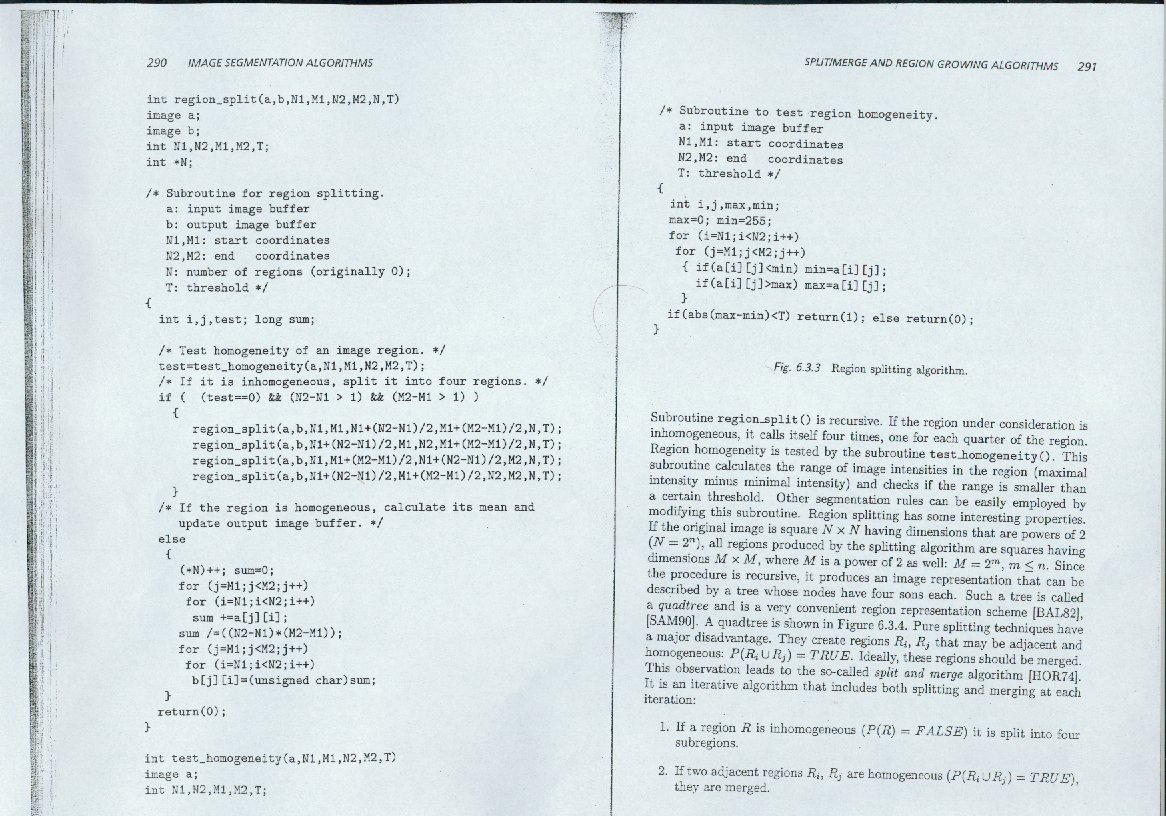 290 IMAGE SEGMENTATION ALGORITHMS
int region_split(a,b,N1,M1,N2,M2,N,T)
image a;
image b;
int N1,N2,M1,M2,T;
int *N;
/* Subroutine for region splitting.
a: input image buffer
b: output image buffer
N1,M1: start coordinates
N2,M2: end coordinates
N: number of regions (originally 0);
T: threshold */
{
int i,j,test; long sum;
/* Test homogeneity of an image region. */
test=test_homogeneity(a,N1,M1,N2,M2,T);
/* If it is inhomogeneous, split it into four regions. */
if ( (test==0) && (N2-N1 > 1) && (M2-M1 > 1) )
{
region_split(a,b,N1,M1,N1+(N2-N1)/2,M1+(M2-M1)/2,N,T);
region_split(a,b,N1+(N2-N1)/2,M1,N2,M1+(M2-M1)/2,N,T);
region_split(a,b,N1,M1+(M2-M1)/2,N1+(N2-N1)/2,M2,N,T);
region_split(a,b,N1+(N2-N1)/2,M1+(M2-M1)/2,N2,M2,N,T);
}
/* If the region is homogeneous, calculate its mean and
update output image buffer. */
else
{
(*N)++; sum=0;
for (j=M1;j<M2;j++)
for (i=N1;i<N2;i++)
sum +=a[j][i];
sum /=((N2-N1)*(M2-M1));
for (j=M1;j<M2;j++)
for (i=N1;i<N2;i++)
b[j][i]=(unsigned char)sum;
}
return(0);
}
int test_homogeneity(a,N1,M1,N2,M2,T)
image a;
int N1,N2,M1,M2,T;
SPLIT/MERGE AND REGION GROWING ALGORITHMS 291
/* Subroutine to test region homogeneity.
a: input image buffer
N1,M1: start coordinates
N2,M2: end coordinates
T: threshold */
{
int i,j,max,min;
max=0; min=255;
for (i=N1;i<N2;i++)
for (j=M1;j<M2;j++)
{ if(a[i][j]<min) min=a[i][j];
if(a[i][j]>max) max=a[i][j];
}
if(abs(max-min)<T) return(1); else return(0);
}
Fig. 6.3.3 Region splitting algorithm.
Subroutine region_split() is recursive. If the region under consideration is
inhomogeneous, it calls itself four times, one for each quarter of the region.
Region homogeneity is tested by the subroutine test_homogeneity(). This
subroutine calculates the range of image intensities in the region (maximal
intensity minus minimal intensity) and checks if the range is smaller than
a certain threshold. Other segmentation rules can be easily employed by
modifying this subroutine. Region splitting has some interesting properties.
If the original image is square N × N having dimensions that are powers of 2
(N = 2ⁿ), all regions produced by the splitting algorithm are squares having
dimensions M × M, where M is a power of 2 as well: M = 2ᵐ, m ≤ n. Since
the procedure is recursive, it produces an image representation that can be
described by a tree whose nodes have four sons each. Such a tree is called
a quadtree and is a very convenient region representation scheme [BAL82],
[SAM90]. A quadtree is shown in Figure 6.3.4. Pure splitting techniques have
a major disadvantage. They create regions Rᵢ, Rⱼ that may be adjacent and
homogeneous: P(Rᵢ ∪ Rⱼ) = TRUE. Ideally, these regions should be merged.
This observation leads to the so-called split and merge algorithm [HOR74].
It is an iterative algorithm that includes both splitting and merging at each
iteration:
1. If a region R is inhomogeneous (P(R) = FALSE) it is split into four
subregions.
2. If two adjacent regions Rᵢ, Rⱼ are homogeneous (P(Rᵢ ∪ Rⱼ) = TRUE),
they are merged.